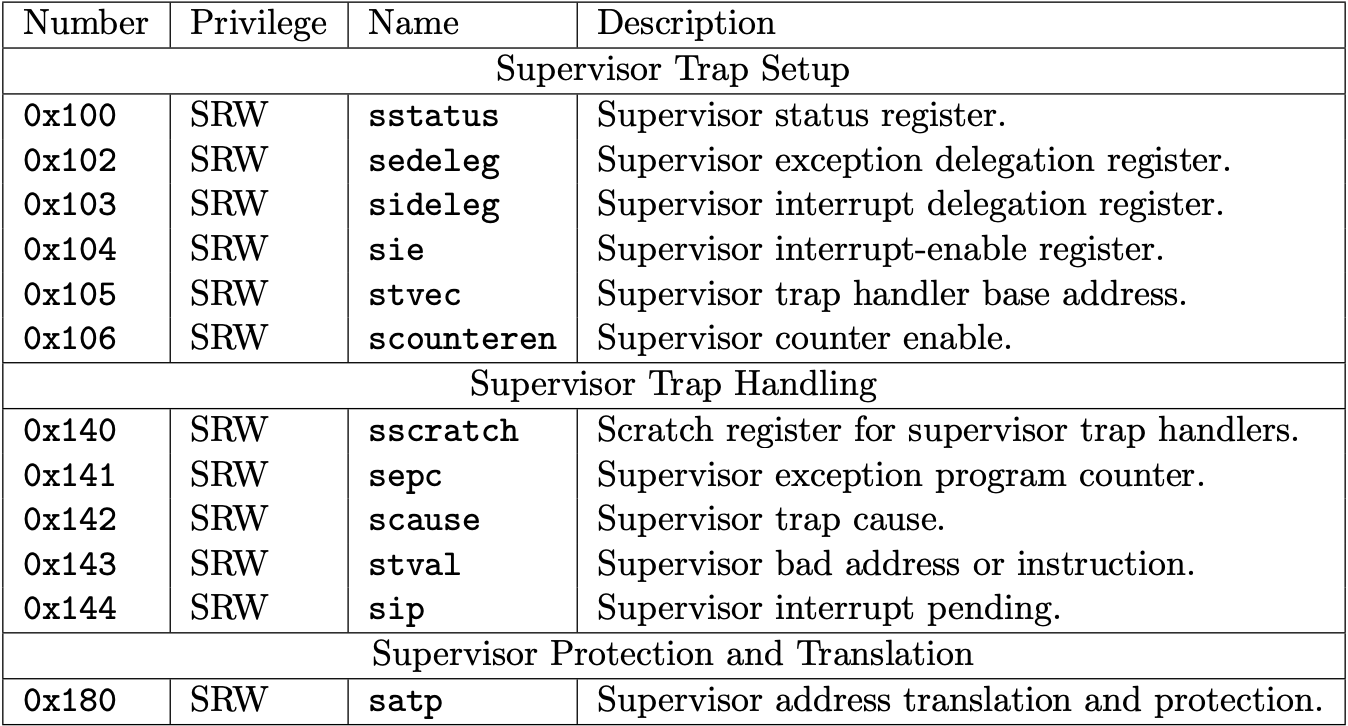 Number Privilege Name Description
Supervisor Trap Setup
0x100 SRW sstatus Supervisor status register.
0x102 SRW sedeleg Supervisor exception delegation register.
0x103 SRW sideleg Supervisor interrupt delegation register.
0x104 SRW sie Supervisor interrupt-enable register.
0x105 SRW stvec Supervisor trap handler base address.
0x106 SRW scounteren Supervisor counter enable.
Supervisor Trap Handling
0x140 SRW sscratch Scratch register for supervisor trap handlers.
0x141 SRW sepc Supervisor exception program counter.
0x142 SRW scause Supervisor trap cause.
0x143 SRW stval Supervisor bad address or instruction.
0x144 SRW sip Supervisor interrupt pending.
Supervisor Protection and Translation
0x180 SRW satp Supervisor address translation and protection.